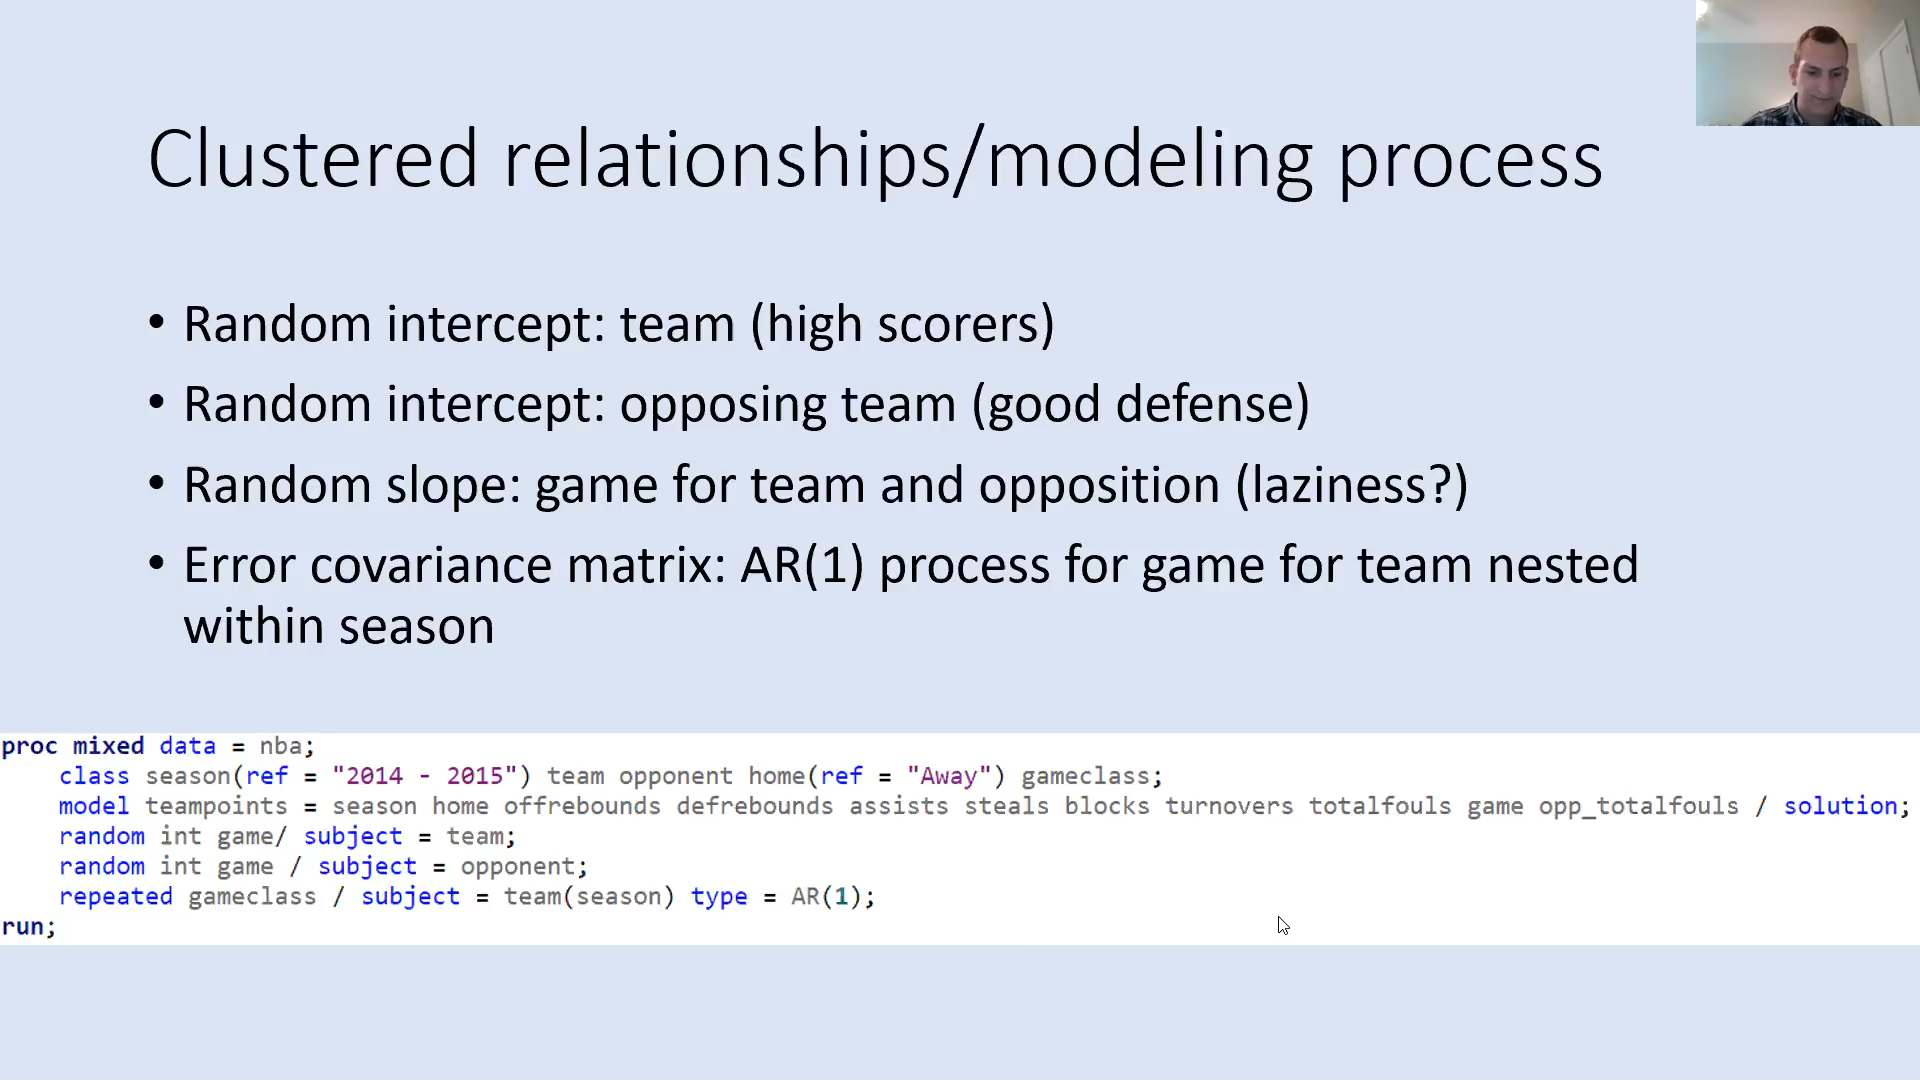 Clustered relationships/modeling process
• Random intercept: team (high scorers)
• Random intercept: opposing team (good defense)
• Random slope: game for team and opposition (laziness?)
• Error covariance matrix: AR(1) process for game for team nested
within season
proc mixed data = nba;
class season(ref = "2014 - 2015") team opponent home(ref = "Away") gameclass;
model teampoints = season home offrebounds defrebounds assists steals blocks turnovers totalfouls game opp_totalfouls / solution;
random int game/ subject = team;
random int game / subject = opponent;
repeated gameclass / subject = team(season) type = AR(1);
run;